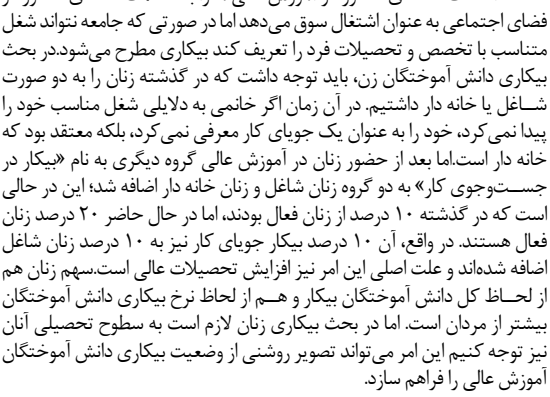 فضای اجتماعی به عنوان اشتغال سوق می‌دهد اما در صورتی که جامعه نتواند شغل
متناسب با تخصص و تحصیلات فرد را تعریف کند بیکاری مطرح می‌شود.در بحث
بیکاری دانش آموختگان زن، باید توجه داشت که در گذشته زنان را به دو صورت
شاغل یا خانه دار داشتیم. در آن زمان اگر خانمی به دلایلی شغل مناسب خود را
پیدا نمی‌کرد، خود را به عنوان یک جویای کار معرفی نمی‌کرد، بلکه معتقد بود که
خانه دار است.اما بعد از حضور زنان در آموزش عالی گروه دیگری به نام «بیکار در
جست‌وجوی کار» به دو گروه زنان شاغل و زنان خانه دار اضافه شد؛ این در حالی
است که در گذشته ۱۰ درصد از زنان فعال بودند، اما در حال حاضر ۲۰ درصد زنان
فعال هستند. در واقع، آن ۱۰ درصد بیکار جویای کار نیز به ۱۰ درصد زنان شاغل
اضافه شده‌اند و علت اصلی این امر نیز افزایش تحصیلات عالی است.سهم زنان هم
از لحاظ کل دانش آموختگان بیکار و هم از لحاظ نرخ بیکاری دانش آموختگان
بیشتر از مردان است. اما در بحث بیکاری زنان لازم است به سطوح تحصیلی آنان
نیز توجه کنیم این امر می‌تواند تصویر روشنی از وضعیت بیکاری دانش آموختگان
آموزش عالی را فراهم سازد.